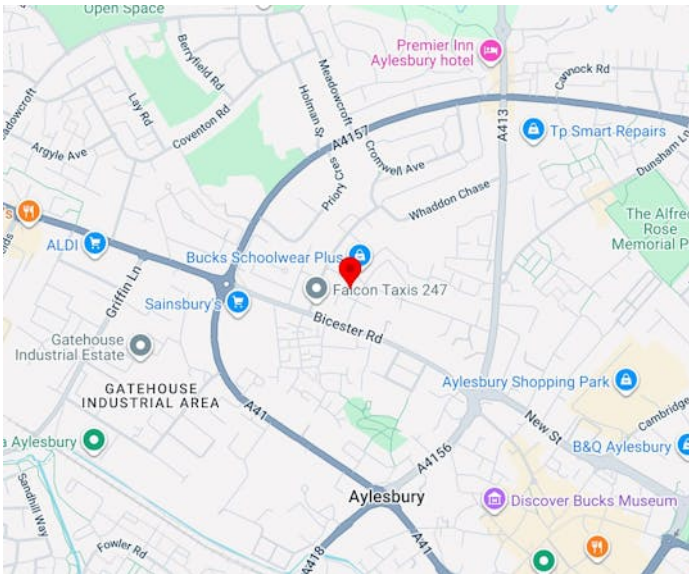 Open Space
Premier Inn
Aylesbury hotel
Berryfield Rd
Meadowcroft
Cannock Rd
Holman St
Lay Rd
Coventon Rd
A4157
A413
Tp Smart Repairs
Argyle Ave
Cromwell Ave
Dunsham Ln
Priory Cres
Whaddon Chase
The Alfred
Rose
Memorial P
ALDI
Bucks Schoolwear Plus
Griffin Ln
Falcon Taxis 247
Sainsbury's
Bicester Rd
Gatehouse
Industrial Estate
GATEHOUSE
INDUSTRIAL AREA
Aylesbury Shopping Park
A41
New St
Cambridge
a Aylesbury
A4156
B&Q Aylesbury
Sandhill Way
Aylesbury
Discover Bucks Museum
Fowler Rd
A418
A41